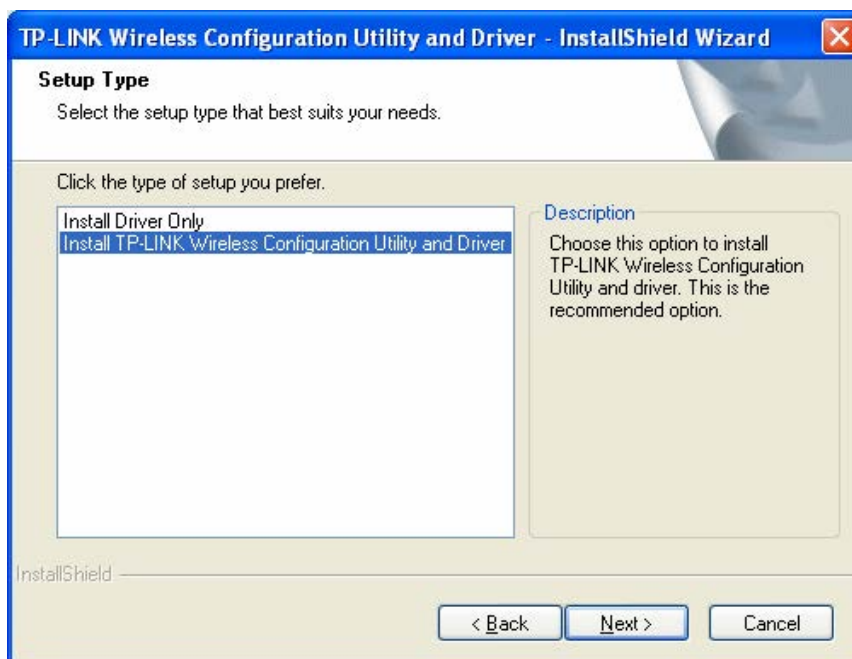 TP-LINK Wireless Configuration Utility and Driver - InstallShield Wizard
Setup Type
Select the setup type that best suits your needs.
Click the type of setup you prefer.
Install Driver Only
Install TP-LINK Wireless Configuration Utility and Driver
Description
Choose this option to install
TP-LINK Wireless Configuration
Utility and driver. This is the
recommended option.
InstallShield
< Back
Next >
Cancel